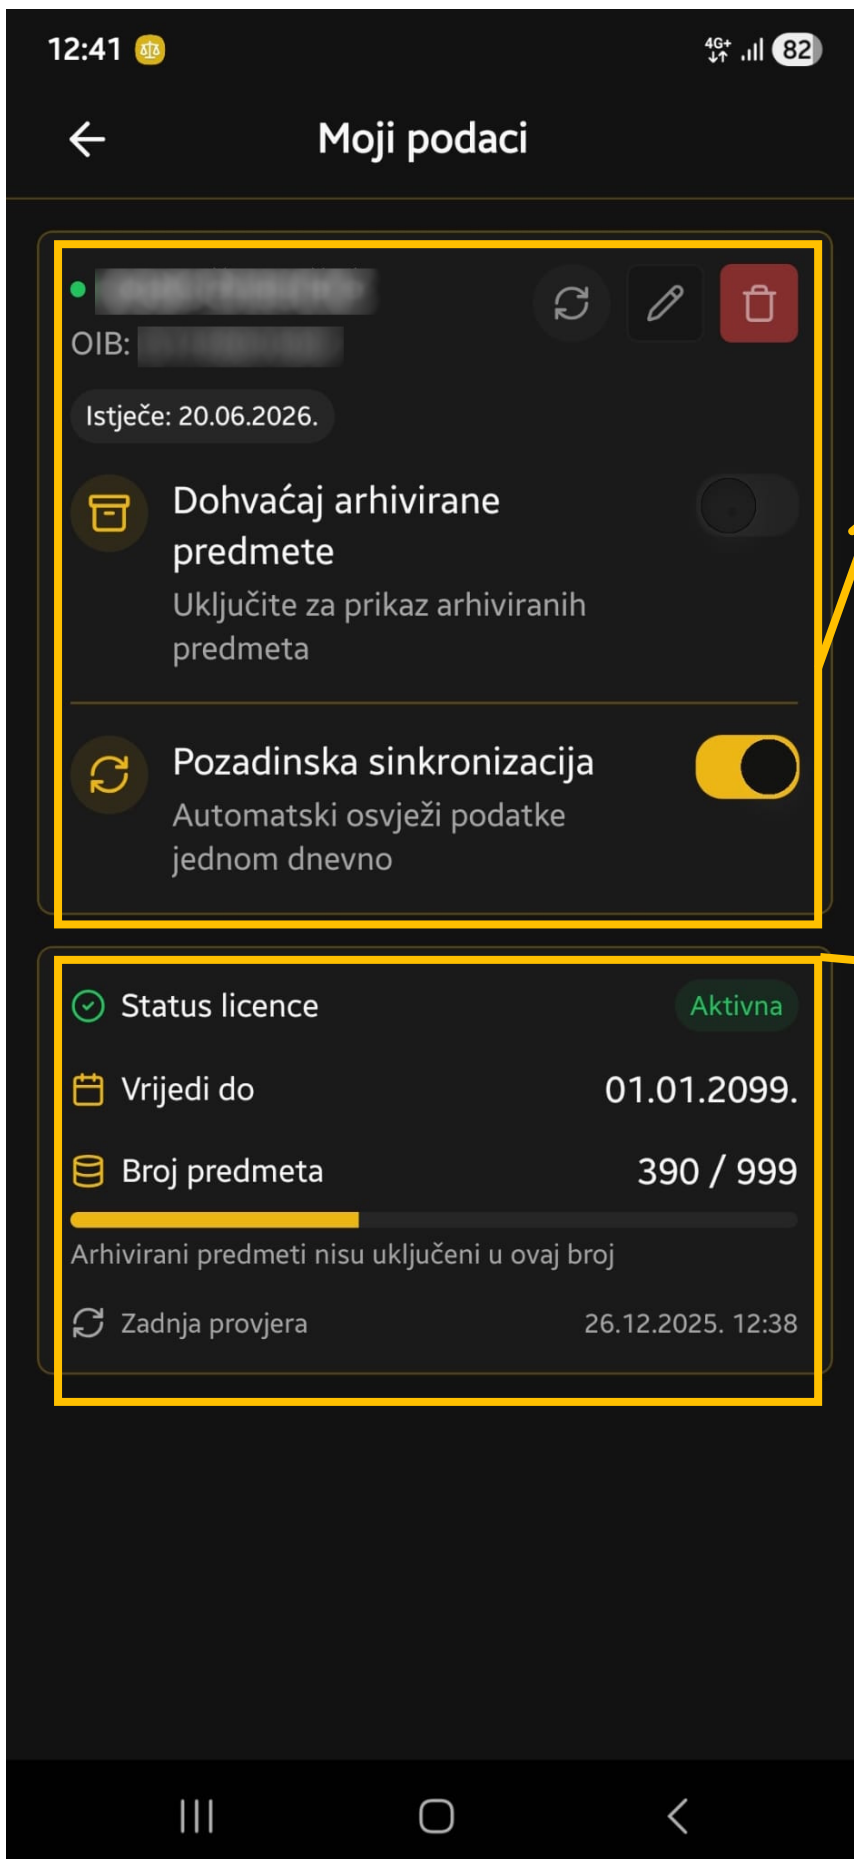 12:41
4G+ 82
Moji podaci
OIB:
Istječe: 20.06.2026.
Dohvaćaj arhivirane
predmete
Uključite za prikaz arhiviranih
predmeta
Pozadinska sinkronizacija
Automatski osvježi podatke
jednom dnevno
Status licence Aktivna
Vrijedi do 01.01.2099.
Broj predmeta 390 / 999
Arhivirani predmeti nisu uključeni u ovaj broj
Zadnja provjera 26.12.2025. 12:38